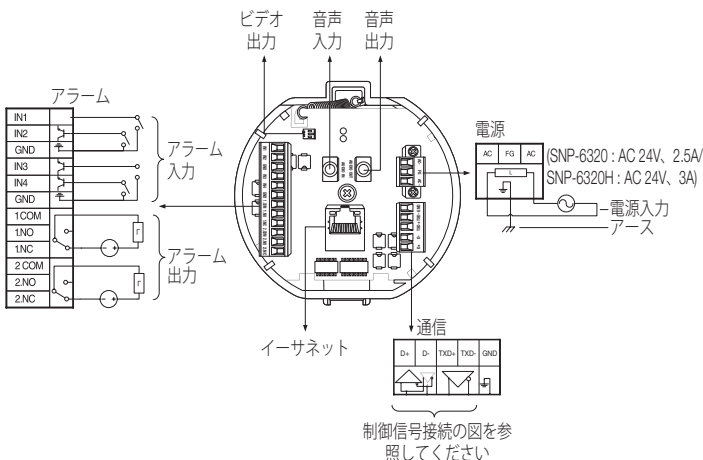 ビデオ
出力
音声
入力
音声
出力
アラーム
IN1
IN2
GND
IN3
IN4
GND
1COM
1.NO
1.NC
2 COM
2.NO
2.NC
アラーム
入力
アラーム
出力
電源
AC FG AC
(SNP-6320 : AC 24V、2.5A/
SNP-6320H : AC 24V、3A)
電源入力
アース
イーサネット
通信
D+ D- TXD+ TXD- GND
制御信号接続の図を参
照してください